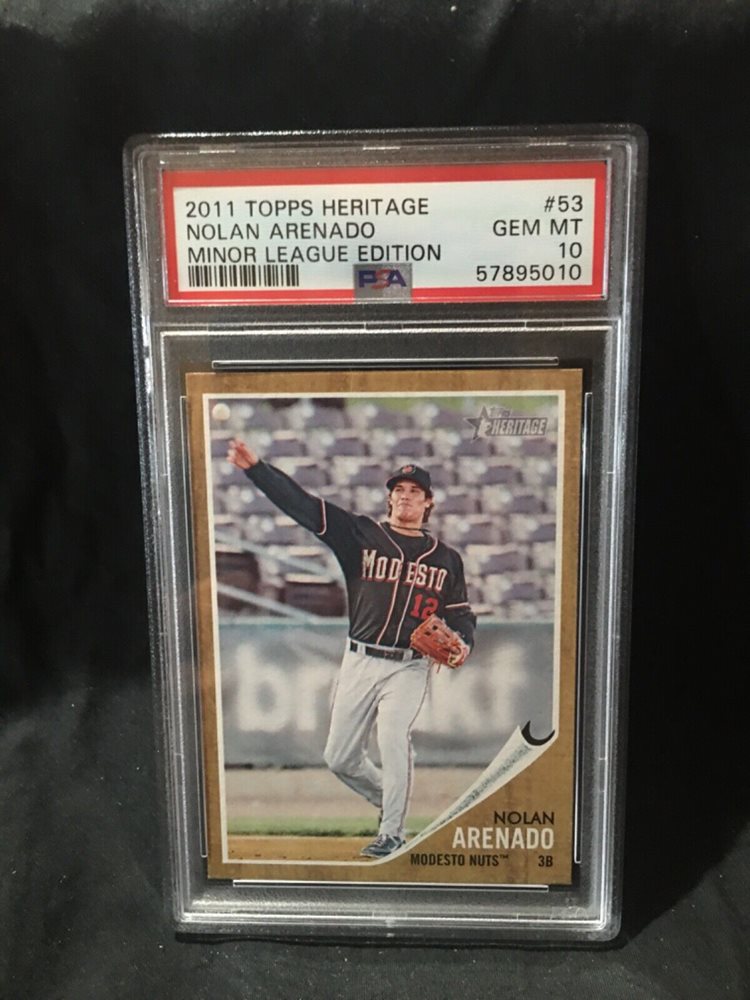 2011 TOPPS HERITAGE #53
NOLAN ARENADO GEM MT
MINOR LEAGUE EDITION 10
PSA 57895010
HERITAGE
MODESTO
12
NOLAN
ARENADO
MODESTO NUTS™ 3B